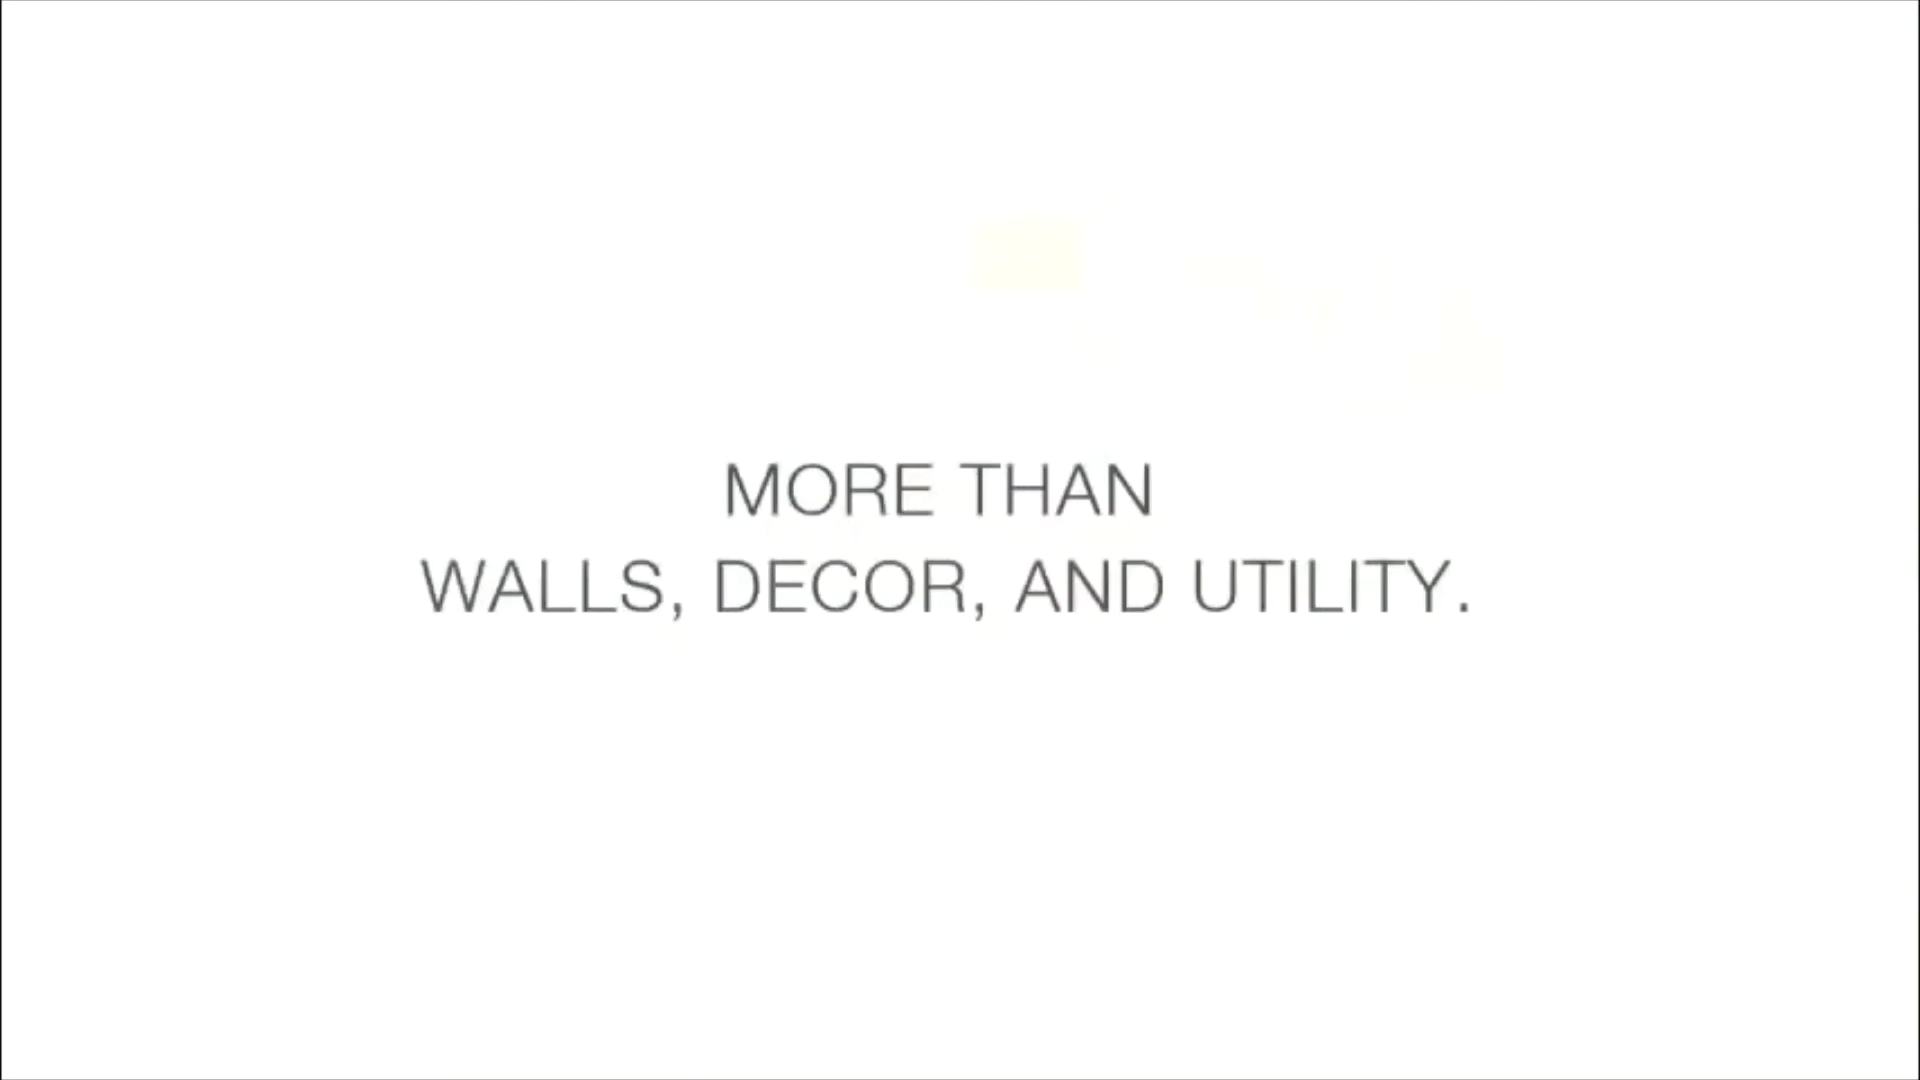 MORE THAN
WALLS, DECOR, AND UTILITY.